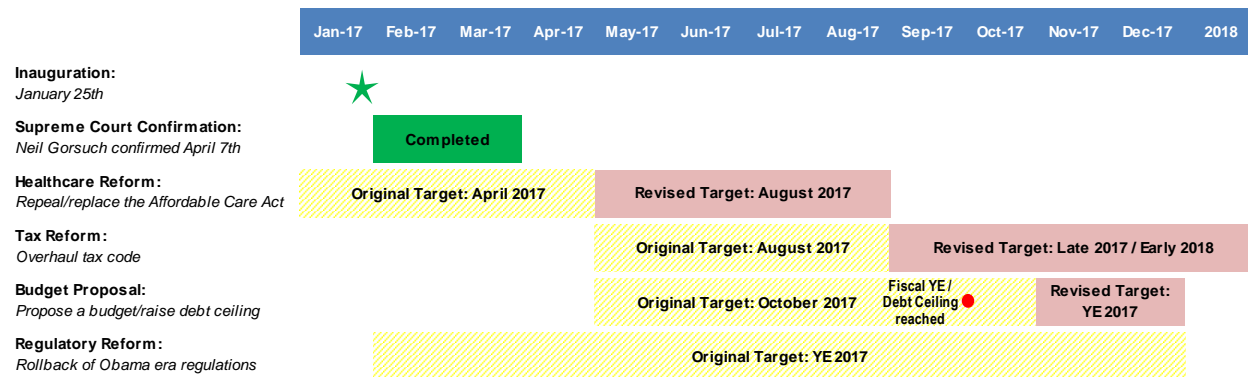 Jan-17 Feb-17 Mar-17 Apr-17 May-17 Jun-17 Jul-17 Aug-17 Sep-17 Oct-17 Nov-17 Dec-17 2018
Inauguration:
January 25th
Supreme Court Confirmation:
Neil Gorsuch confirmed April 7th
Completed
Healthcare Reform:
Repeal/replace the Affordable Care Act
Original Target: April 2017
Revised Target: August 2017
Tax Reform:
Overhaul tax code
Original Target: August 2017
Revised Target: Late 2017 / Early 2018
Budget Proposal:
Propose a budget/raise debt ceiling
Original Target: October 2017
Fiscal YE /
Debt Ceiling
reached
Revised Target:
YE 2017
Regulatory Reform:
Rollback of Obama era regulations
Original Target: YE 2017